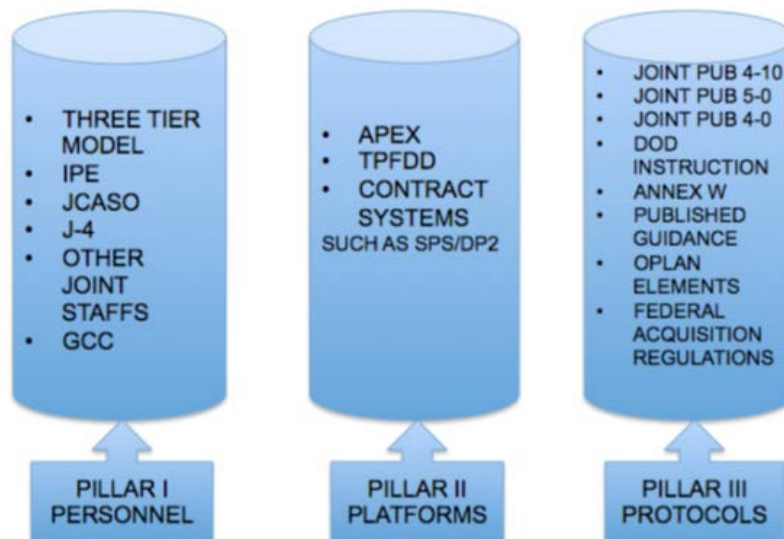 • THREE TIER
MODEL
• IPE
• JCASO
• J-4
• OTHER
JOINT
STAFFS
• GCC
PILLAR I
PERSONNEL
• APEX
• TPFDD
• CONTRACT
SYSTEMS
SUCH AS SPS/DP2
PILLAR II
PLATFORMS
• JOINT PUB 4-10
• JOINT PUB 5-0
• JOINT PUB 4-0
• DOD
INSTRUCTION
• ANNEX W
• PUBLISHED
GUIDANCE
• OPLAN
ELEMENTS
• FEDERAL
ACQUISITION
REGULATIONS
PILLAR III
PROTOCOLS